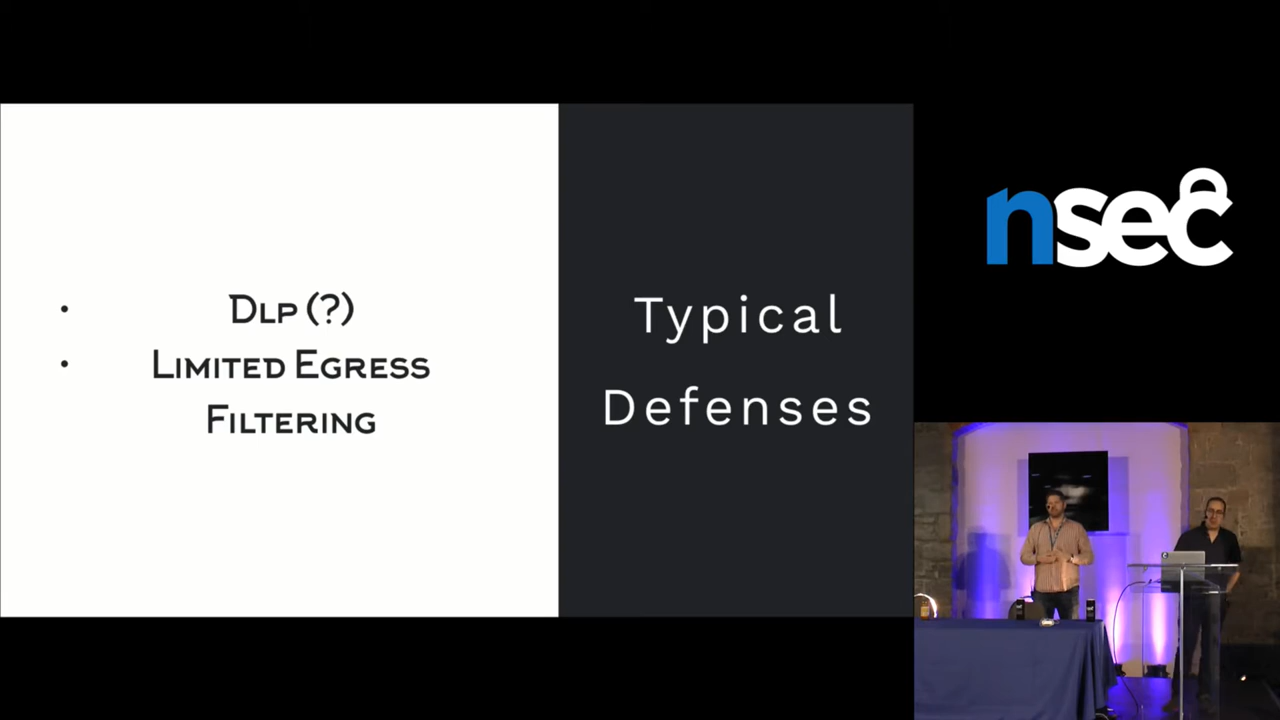 • Dlp (?)
• Limited Egress
Filtering
Typical
Defenses
nsec